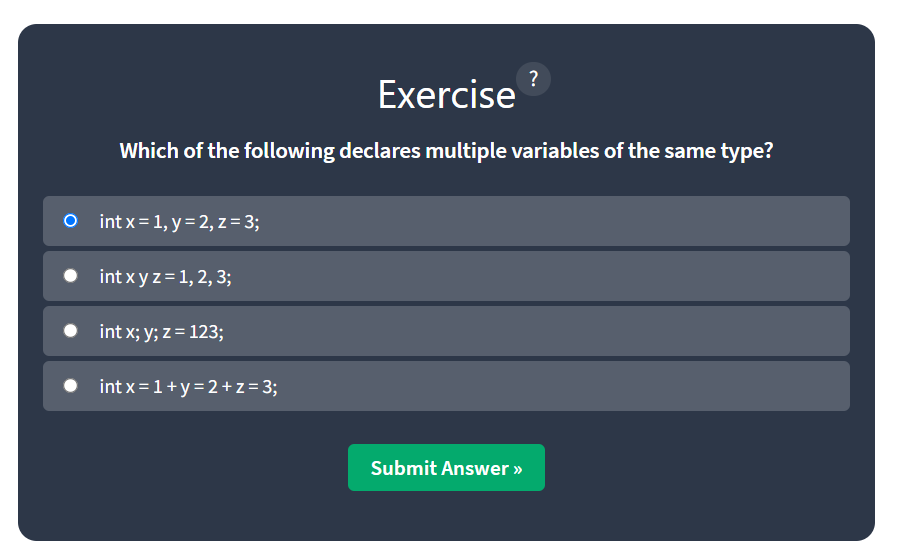 Exercise ?
Which of the following declares multiple variables of the same type?
int x = 1, y = 2, z = 3;
int x y z = 1, 2, 3;
int x; y; z = 123;
int x = 1 + y = 2 + z = 3;
Submit Answer »